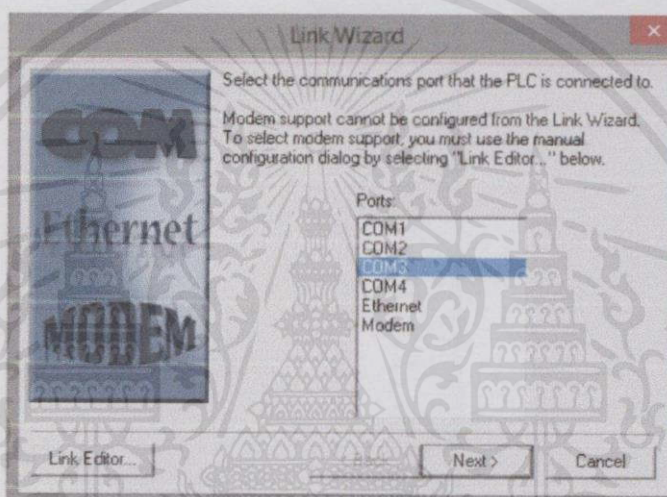 Link Wizard
Select the communications port that the PLC is connected to.
Modem support cannot be configured from the Link Wizard.
To select modem support, you must use the manual
configuration dialog by selecting "Link Editor..." below.
COM
Ethernet
MODEM
Ports:
COM1
COM2
COM3
COM4
Ethernet
Modem
Link Editor...
Next >
Cancel